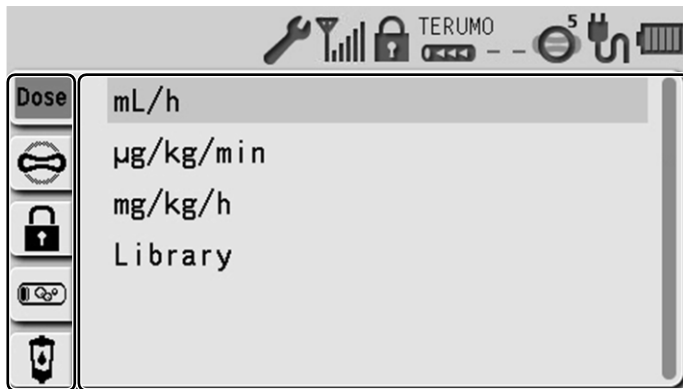 TERUMO
5
- -
Dose
mL/h
µg/kg/min
mg/kg/h
Library